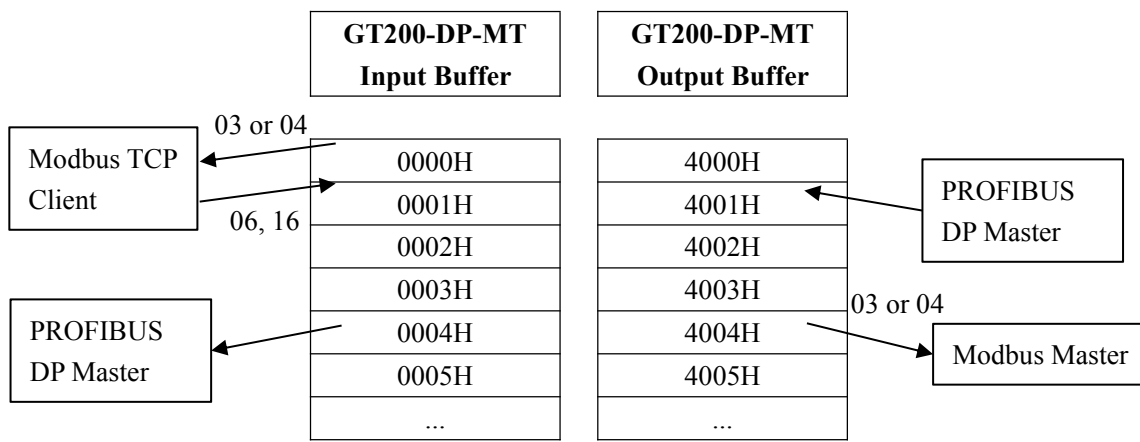 GT200-DP-MT
Input Buffer
GT200-DP-MT
Output Buffer
03 or 04
Modbus TCP
Client
06, 16
PROFIBUS
DP Master
0000H
0001H
0002H
0003H
0004H
0005H
...
4000H
4001H
4002H
4003H
4004H
4005H
...
PROFIBUS
DP Master
03 or 04
Modbus Master